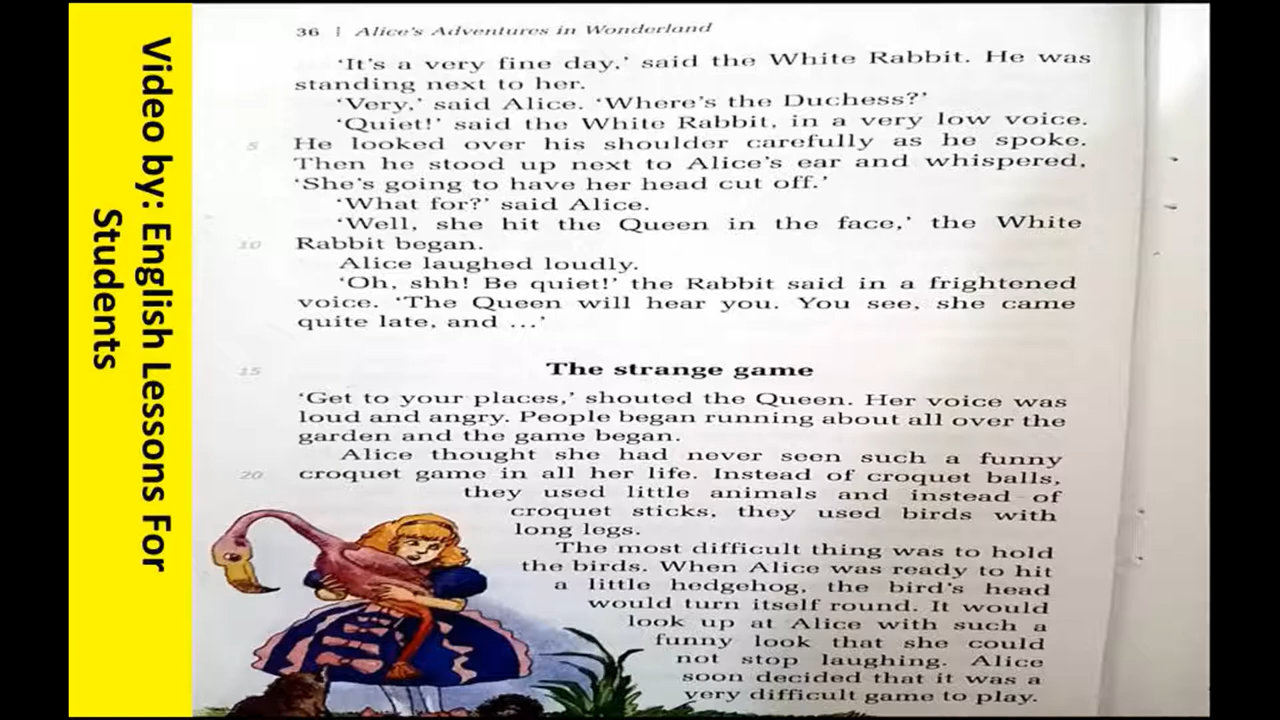 Video by: English Lessons For
Students
36 | Alice's Adventures in Wonderland
'It's a very fine day,' said the White Rabbit. He was
standing next to her.
'Very,' said Alice. 'Where's the Duchess?'
'Quiet!' said the White Rabbit, in a very low voice.
5 He looked over his shoulder carefully as he spoke.
Then he stood up next to Alice's ear and whispered,
'She's going to have her head cut off.'
'What for?' said Alice.
'Well, she hit the Queen in the face,' the White
10 Rabbit began.
Alice laughed loudly.
'Oh, shh! Be quiet!' the Rabbit said in a frightened
voice. 'The Queen will hear you. You see, she came
quite late, and ...'
15 The strange game
'Get to your places,' shouted the Queen. Her voice was
loud and angry. People began running about all over the
garden and the game began.
Alice thought she had never seen such a funny
20 croquet game in all her life. Instead of croquet balls,
they used little animals and instead of
croquet sticks, they used birds with
long legs.
The most difficult thing was to hold
the birds. When Alice was ready to hit
a little hedgehog, the bird's head
would turn itself round. It would
look up at Alice with such a
funny look that she could
not stop laughing. Alice
soon decided that it was a
very difficult game to play.